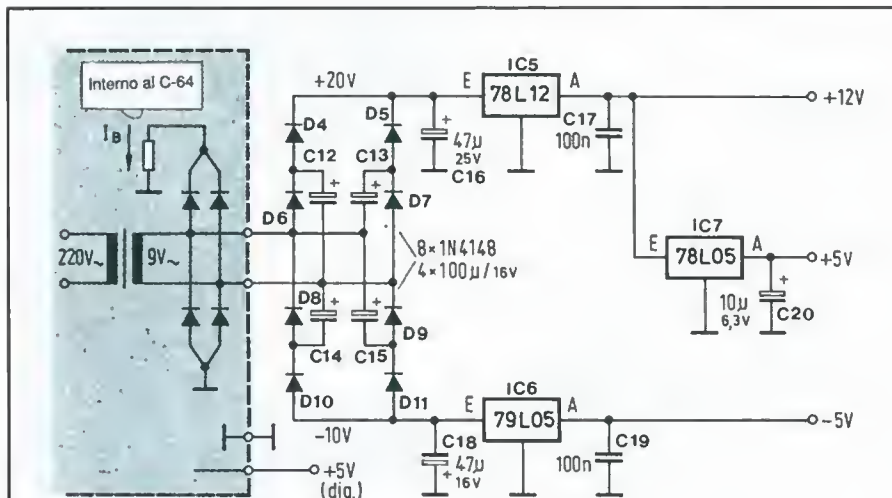 Interno al C-64
I B
220V~
9V~
+20V
D4
D5
C12
C13
D6
D7
8×1N4148
4×100µ/16V
D8
D9
C14
C15
D10
D11
-10V
+5V
(dig.)
47µ
25V
C16
E
IC5
78L12
A
C17
100n
+12V
IC7
E
78L05
A
+5V
10µ
6,3V
C20
IC6
E
79L05
A
C18
47µ
16V
C19
100n
-5V